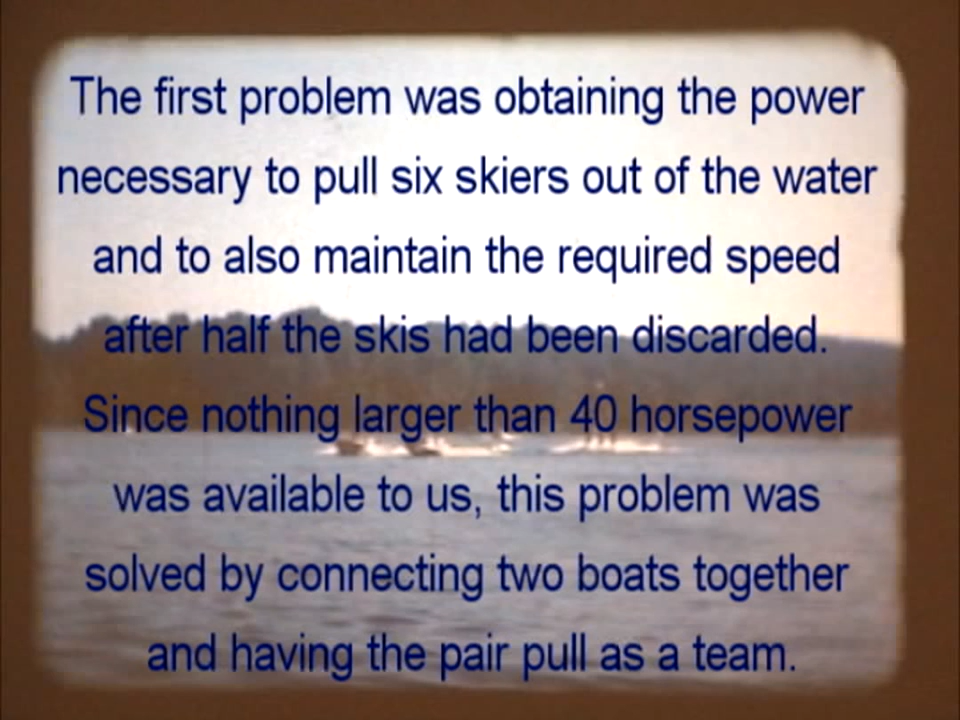 The first problem was obtaining the power
necessary to pull six skiers out of the water
and to also maintain the required speed
after half the skis had been discarded.
Since nothing larger than 40 horsepower
was available to us, this problem was
solved by connecting two boats together
and having the pair pull as a team.